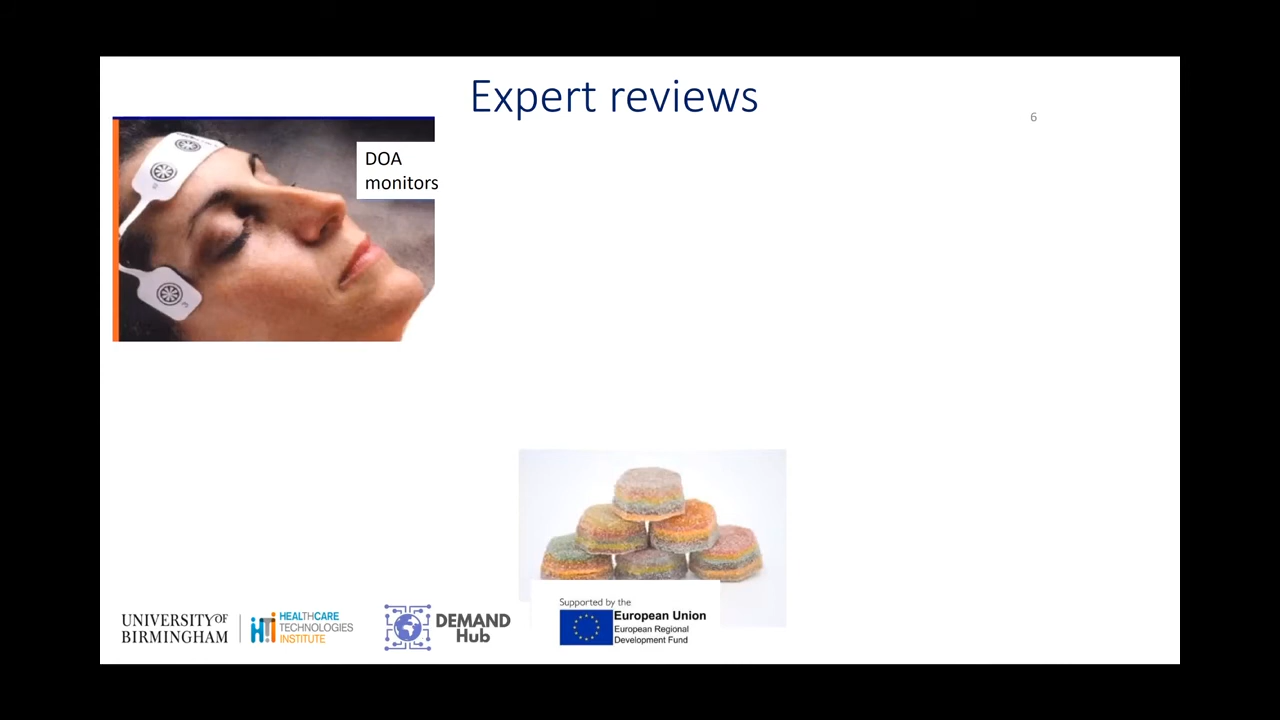 Expert reviews
6
DOA
monitors
UNIVERSITY OF
BIRMINGHAM
HEALTHCARE
TECHNOLOGIES
INSTITUTE
DEMAND
Hub
Supported by the
European Union
European Regional
Development Fund